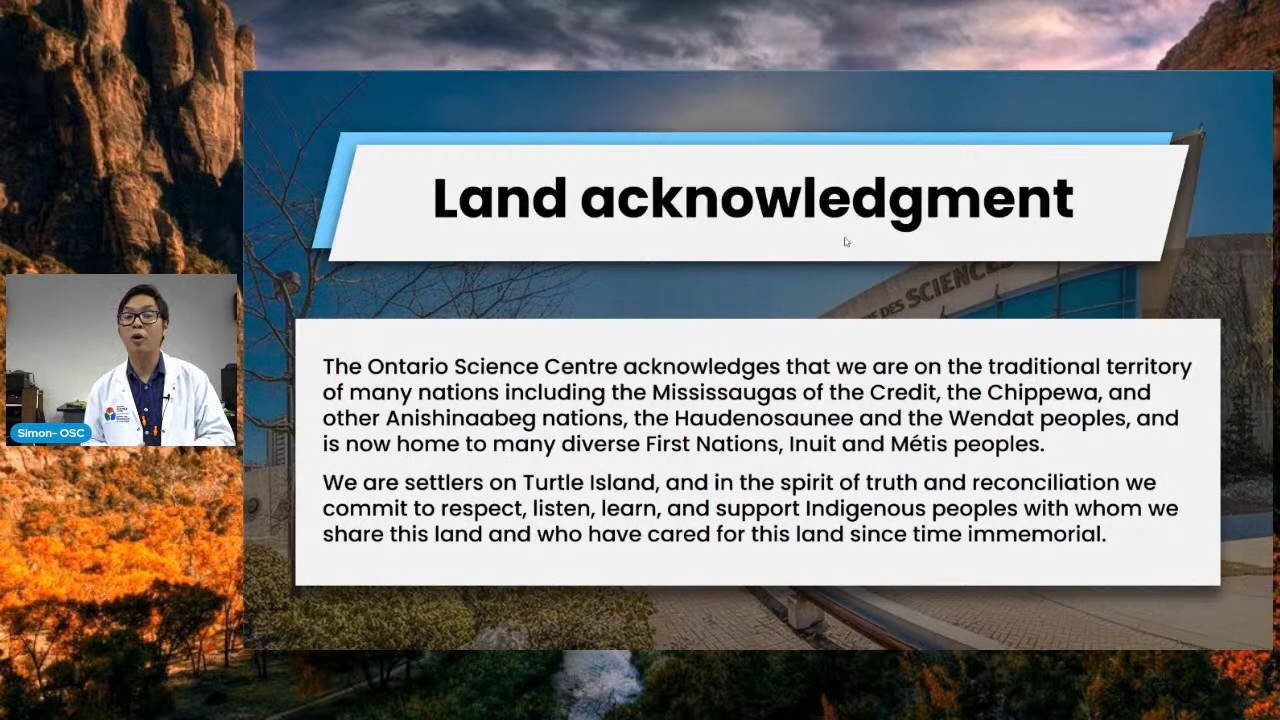 Land acknowledgment
DES SCIENCES
The Ontario Science Centre acknowledges that we are on the traditional territory
of many nations including the Mississaugas of the Credit, the Chippewa, and
other Anishinaabeg nations, the Haudenosaunee and the Wendat peoples, and
is now home to many diverse First Nations, Inuit and Métis peoples.
We are settlers on Turtle Island, and in the spirit of truth and reconciliation we
commit to respect, listen, learn, and support Indigenous peoples with whom we
share this land and who have cared for this land since time immemorial.
Simon- OSC